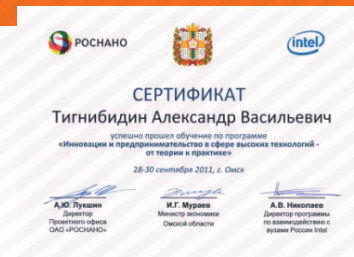 РОСНАНО
intel
СЕРТИФИКАТ
Тигнибидин Александр Васильевич
успешно прошел обучение по программе
«Инновации и предпринимательство в сфере высоких технологий -
от теории к практике»
28-30 сентября 2011, г. Омск
А.Ю. Лукшин
Директор
Проектного офиса
ОАО «РОСНАНО»
И.Г. Мураев
Министр экономики
Омской области
А.В. Николаев
Директор программы
по взаимодействию с
вузами России Intel